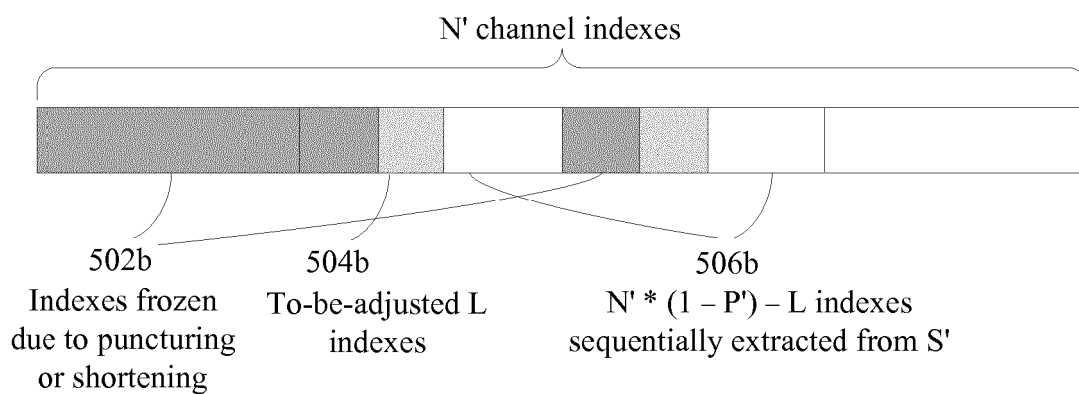 N' channel indexes
502b
Indexes frozen
due to puncturing
or shortening
504b
To-be-adjusted L
indexes
506b
N' * (1 – P') – L indexes
sequentially extracted from S'